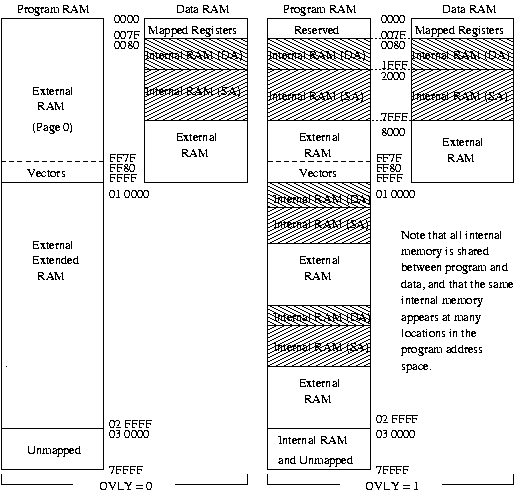 Program RAM
Data RAM
Program RAM
Data RAM
0000
007F
0080
Mapped Registers
Internal RAM (DA)
Internal RAM (SA)
External
RAM
External
RAM
(Page 0)
FF7F
FF80
FFFF
Vectors
01 0000
External
Extended
RAM
02 FFFF
03 0000
Unmapped
7FFFF
OVLY = 0
Reserved
Internal RAM (DA)
Internal RAM (SA)
External
RAM
Vectors
Internal RAM (DA)
Internal RAM (SA)
External
RAM
Internal RAM (DA)
Internal RAM (SA)
External
RAM
Internal RAM
and Unmapped
0000
007F
0080
1FFF
2000
7FFF
8000
FF7F
FF80
FFFF
01 0000
02 FFFF
03 0000
7FFFF
Mapped Registers
Internal RAM (DA)
Internal RAM (SA)
External
RAM
Note that all internal
memory is shared
between program and
data, and that the same
internal memory
appears at many
locations in the
program address
space.
OVLY = 1